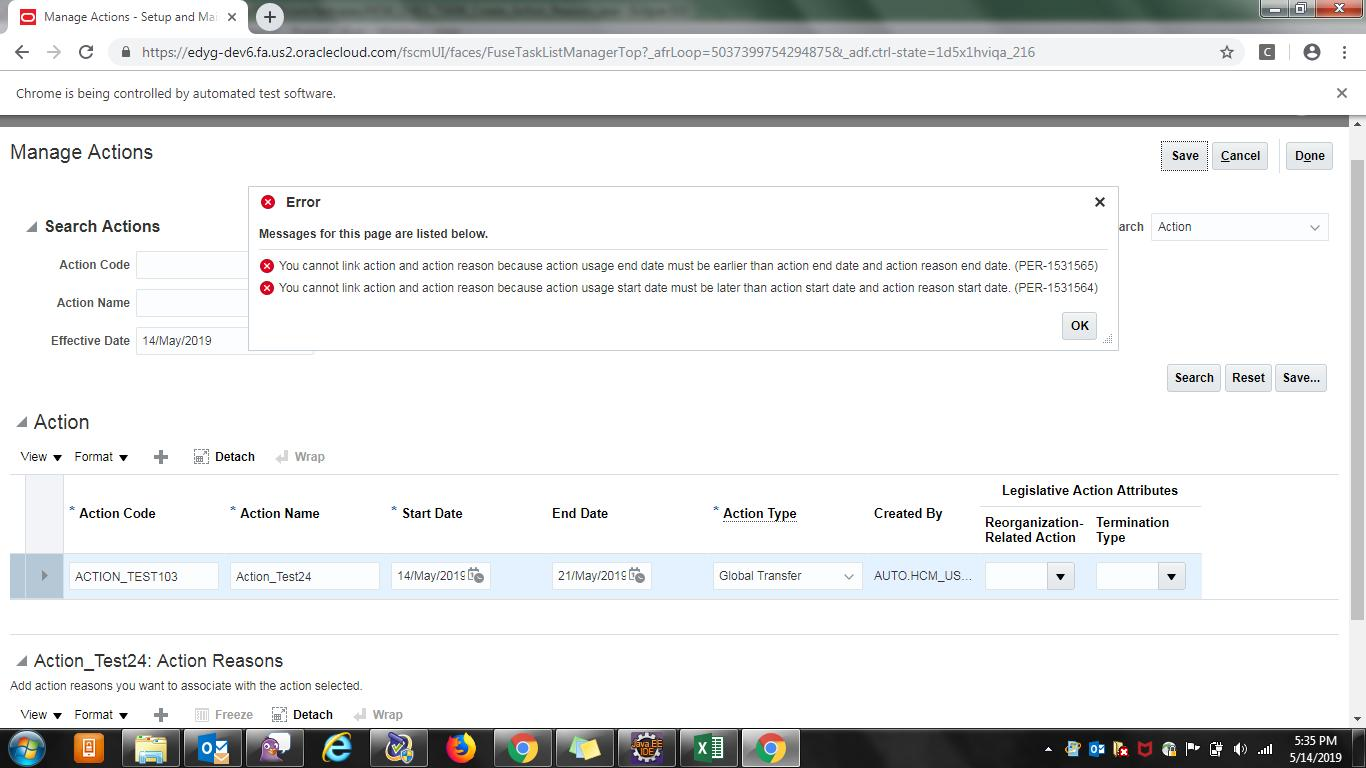 Manage Actions - Setup and Mai
https://edyg-dev6.fa.us2.oraclecloud.com/fscmUI/faces/FuseTaskListManagerTop?_afrLoop=50373997542948758&_adf.ctrl-state=1d5x1hviqa_216
C
Chrome is being controlled by automated test software.
Manage Actions
Save Cancel Done
Error
Messages for this page are listed below.
You cannot link action and action reason because action usage end date must be earlier than action end date and action reason end date. (PER-1531565)
You cannot link action and action reason because action usage start date must be later than action start date and action reason start date. (PER-1531564)
OK
Search Actions
arch Action
Action Code
Action Name
Effective Date 14/May/2019
Search Reset Save...
Action
View Format Detach Wrap
Legislative Action Attributes
* Action Code * Action Name * Start Date End Date * Action Type Created By Reorganization-Related Action Termination Type
ACTION_TEST103 Action_Test24 14/May/2019 21/May/2019 Global Transfer AUTO.HCM_US...
Action_Test24: Action Reasons
Add action reasons you want to associate with the action selected.
View Format Freeze Detach Wrap
Java EE
IDE
5:35 PM
5/14/2019